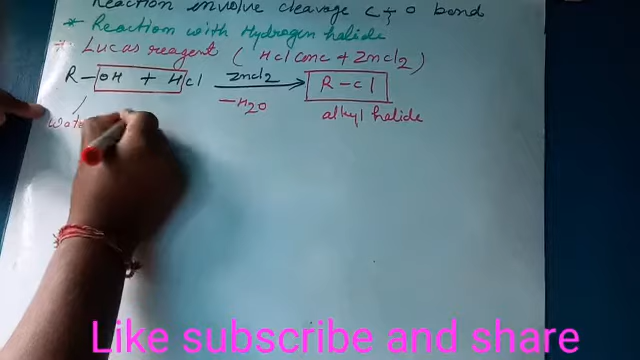 Reaction involve cleavage C O bond
* Reaction with Hydrogen halide
* Lucas reagent ( HCl conc + ZnCl2 )
R - OH + HCl ZnCl2 → R - Cl
- H2O
alkyl halide
Like subscribe and share